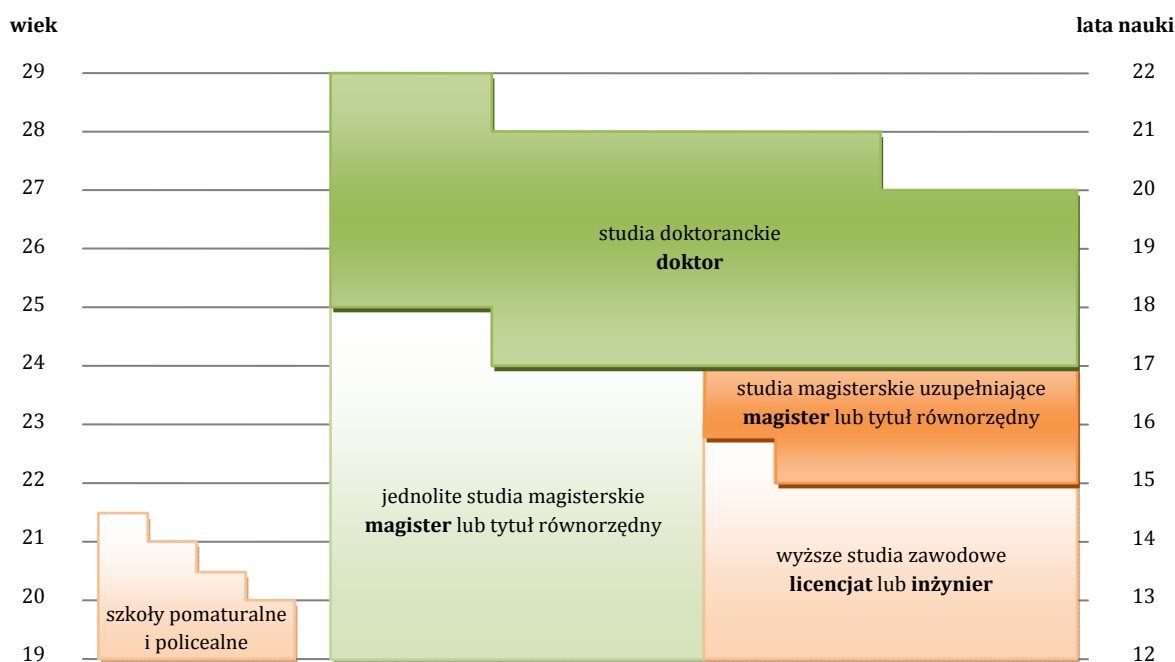 wiek
lata nauki
29
22
28
21
27
20
studia doktoranckie
doktor
26
19
25
18
24
17
studia magisterskie uzupełniające
magister lub tytuł równorzędny
23
16
22
15
jednolite studia magisterskie
magister lub tytuł równorzędny
21
14
wyższe studia zawodowe
licencjat lub inżynier
20
13
szkoły pomaturalne
i policealne
19
12